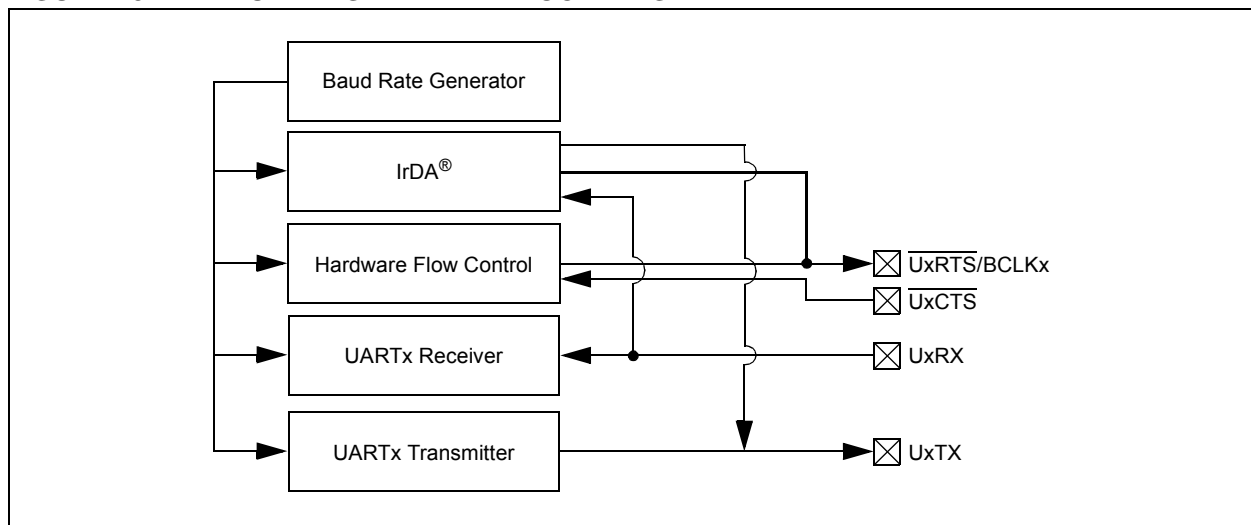 Baud Rate Generator
IrDA®
Hardware Flow Control
UxRTS/BCLKx
UxCTS
UARTx Receiver
UxRX
UARTx Transmitter
UxTX